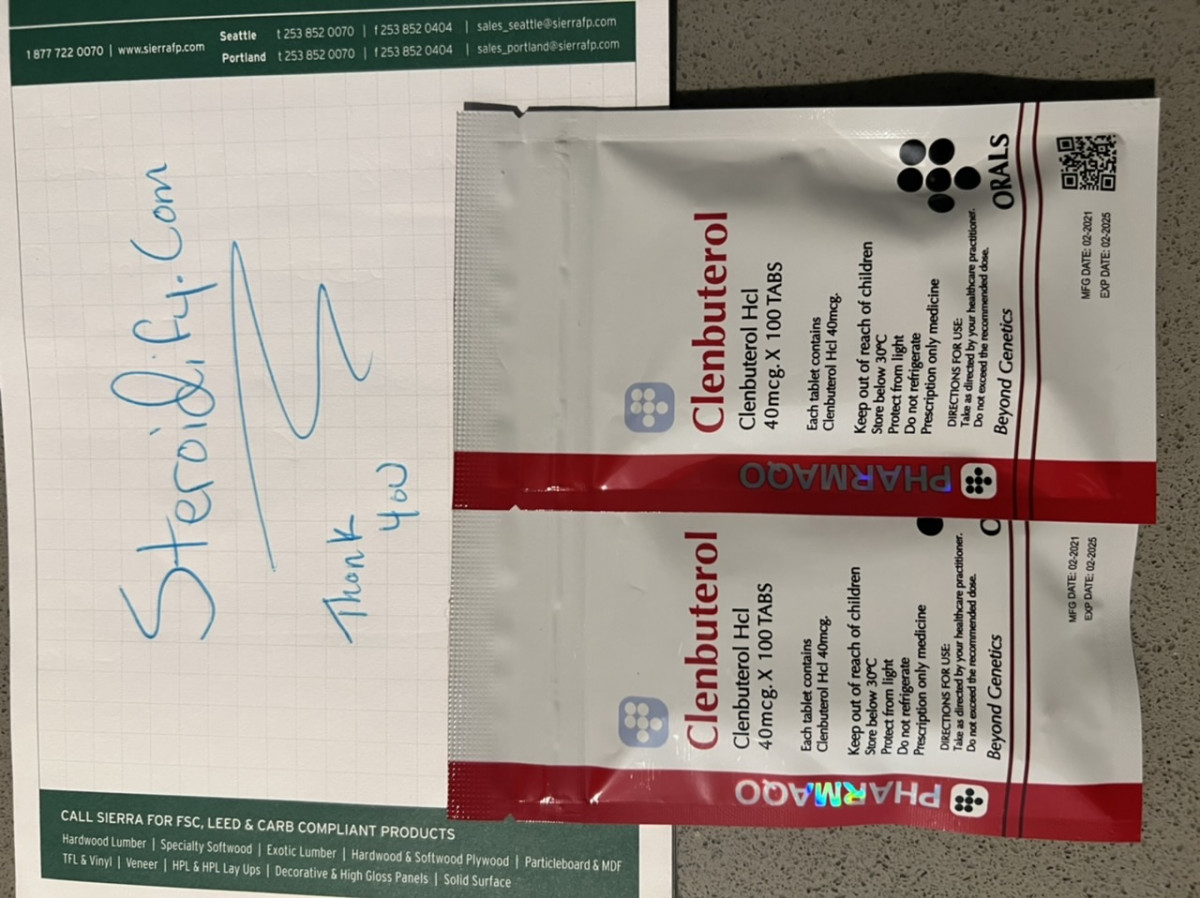 1 877 722 0070 | www.sierrafp.com
Seattle t 253 852 0070 | f 253 852 0404 | sales_seattle@sierrafp.com
Portland t 253 852 0070 | f 253 852 0404 | sales_portland@sierrafp.com
Steroidify.Com
Thank
you
CALL SIERRA FOR FSC, LEED & CARB COMPLIANT PRODUCTS
Hardwood Lumber | Specialty Softwood | Exotic Lumber | Hardwood & Softwood Plywood | Particleboard & MDF
TFL & Vinyl | Veneer | HPL & HPL Lay Ups | Decorative & High Gloss Panels | Solid Surface
PHARMAQO
Clenbuterol
Clenbuterol Hcl
40mcg. X 100 TABS
Each tablet contains
Clenbuterol Hcl 40mcg.
Keep out of reach of children
Store below 30ºC
Protect from light
Do not refrigerate
Prescription only medicine
DIRECTIONS FOR USE:
Take as directed by your healthcare practitioner.
Do not exceed the recommended dose.
Beyond Genetics
ORALS
MFG DATE: 02-2021
EXP DATE: 02-2025
PHARMAQO
Clenbuterol
Clenbuterol Hcl
40mcg. X 100 TABS
Each tablet contains
Clenbuterol Hcl 40mcg.
Keep out of reach of children
Store below 30ºC
Protect from light
Do not refrigerate
Prescription only medicine
DIRECTIONS FOR USE:
Take as directed by your healthcare practitioner.
Do not exceed the recommended dose.
Beyond Genetics
MFG DATE: 02-2021
EXP DATE: 02-2025